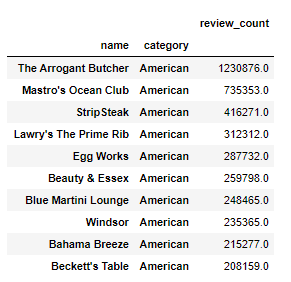 review_count
name category
The Arrogant Butcher American 1230876.0
Mastro's Ocean Club American 735353.0
StripSteak American 416271.0
Lawry's The Prime Rib American 312312.0
Egg Works American 287732.0
Beauty & Essex American 259798.0
Blue Martini Lounge American 248465.0
Windsor American 235365.0
Bahama Breeze American 215277.0
Beckett's Table American 208159.0